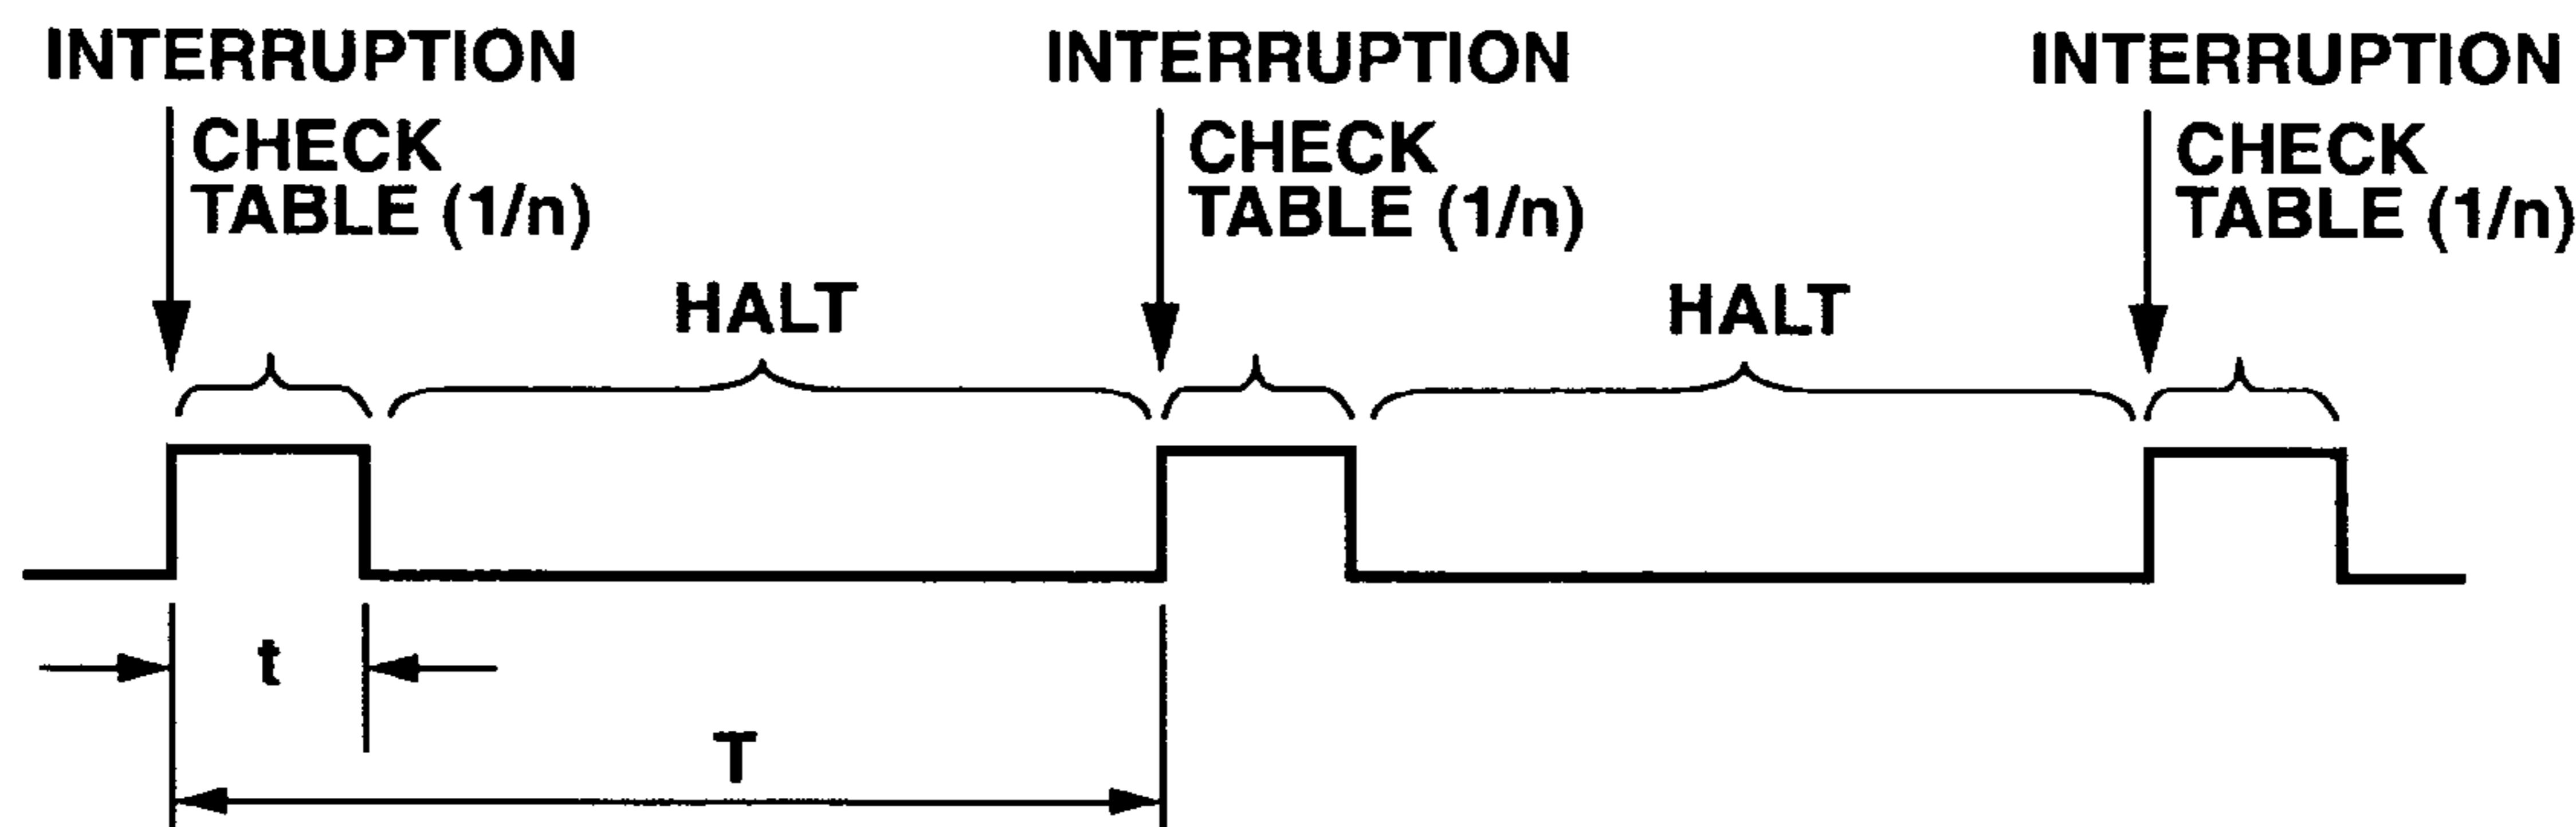 INTERRUPTION
CHECK
TABLE (1/n)
INTERRUPTION
CHECK
TABLE (1/n)
INTERRUPTION
CHECK
TABLE (1/n)
HALT
HALT
t
T